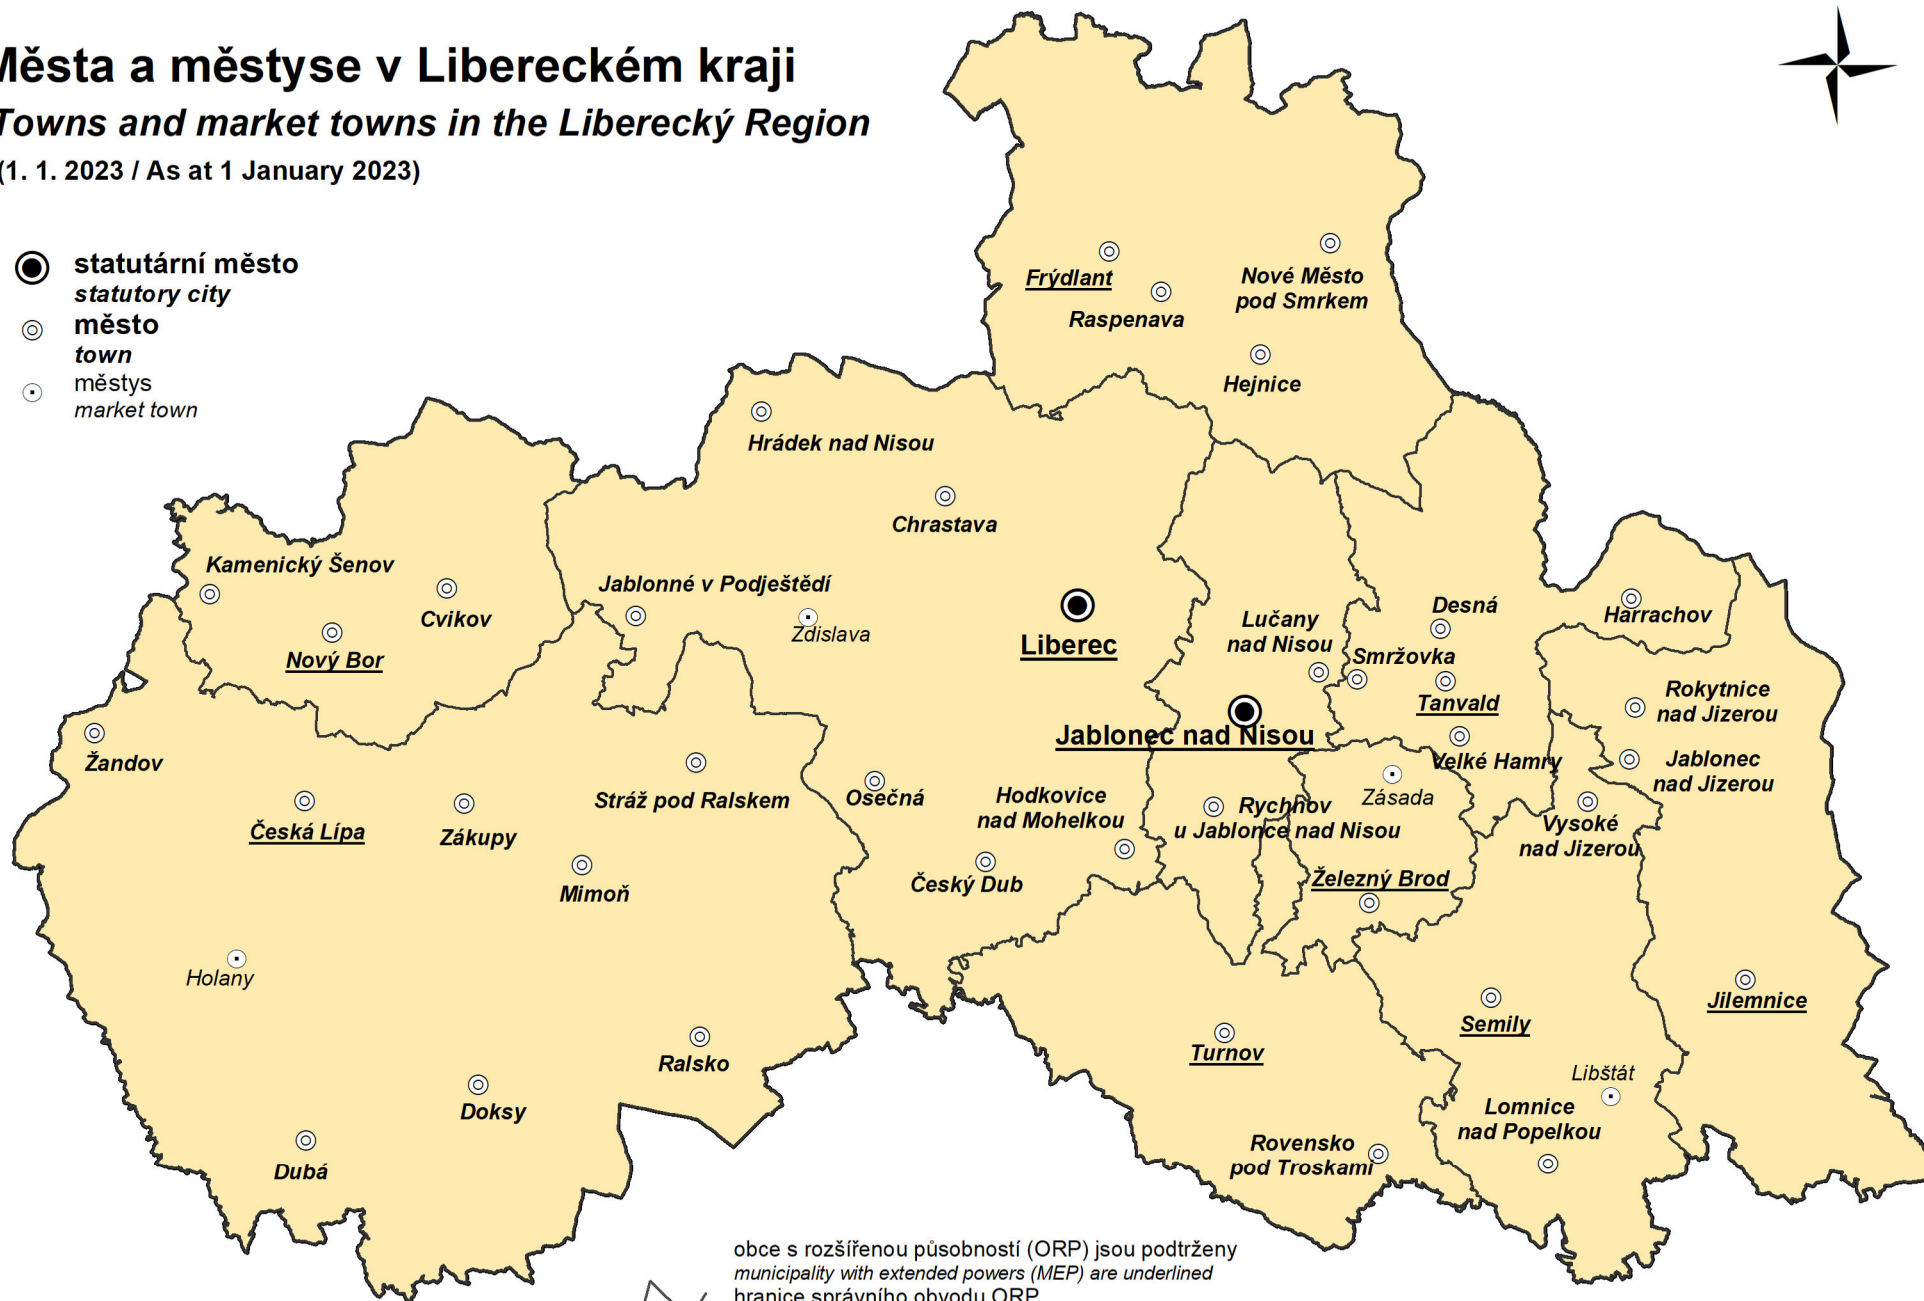 Města a městyse v Libereckém kraji
Towns and market towns in the Liberecký Region
(1. 1. 2023 / As at 1 January 2023)
statutární město
statutory city
město
town
městys
market town
Frýdlant
Nové Město
pod Smrkem
Raspenava
Hejnice
Hrádek nad Nisou
Chrastava
Kamenický Šenov
Cvikov
Nový Bor
Jablonné v Podještědí
Zdislava
Liberec
Lučany
nad Nisou
Desná
Smržovka
Tanvald
Harrachov
Rokytnice
nad Jizerou
Jablonec nad Nisou
Velké Hamry
Jablonec
nad Jizerou
Žandov
Česká Lípa
Zákupy
Stráž pod Ralskem
Osečná
Hodkovice
nad Mohelkou
Rychnov
u Jablonce nad Nisou
Zásada
Vysoké
nad Jizerou
Mimoň
Český Dub
Železný Brod
Holany
Jilemnice
Semily
Turnov
Ralsko
Libštát
Doksy
Lomnice
nad Popelkou
Dubá
Rovensko
pod Troskami
obce s rozšířenou působností (ORP) jsou podtrženy
municipality with extended powers (MEP) are underlined
hranice správního obvodu ORP